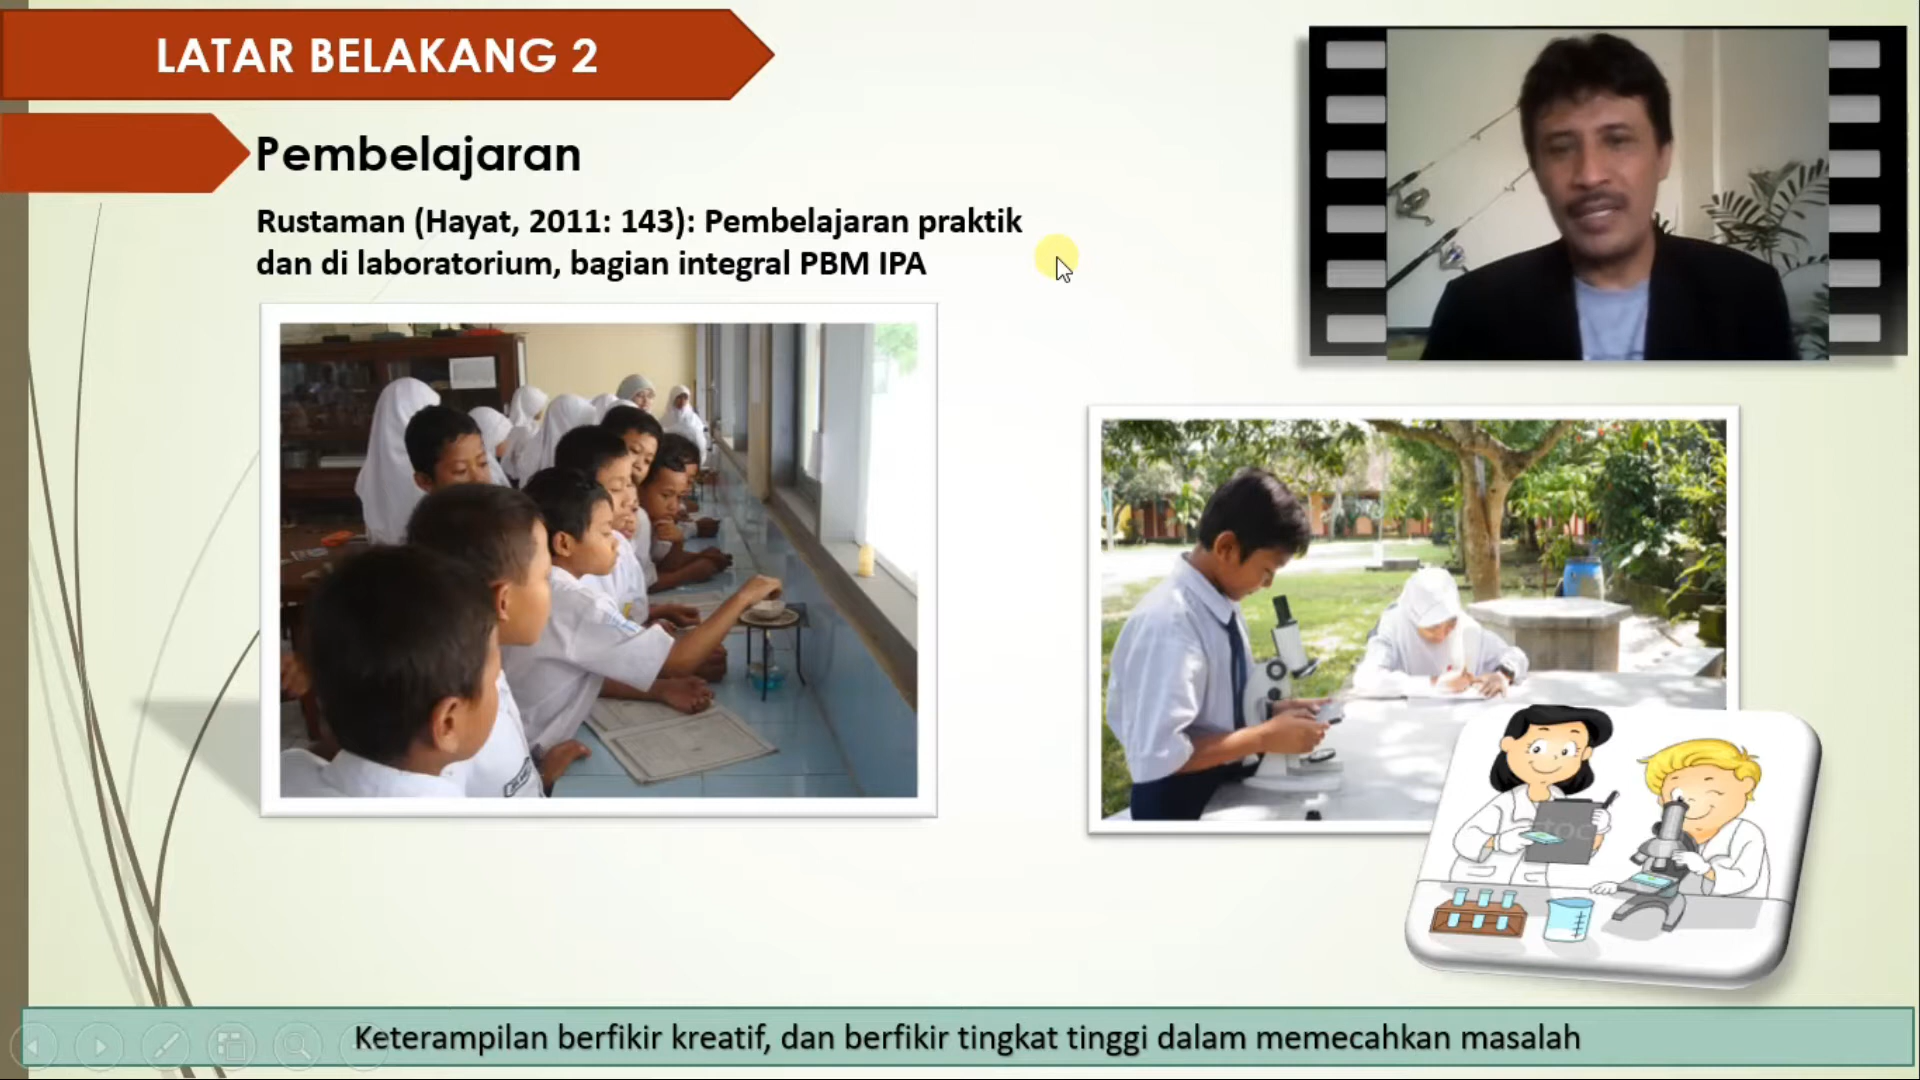 LATAR BELAKANG 2
Pembelajaran
Rustaman (Hayat, 2011: 143): Pembelajaran praktik
dan di laboratorium, bagian integral PBM IPA
Keterampilan berfikir kreatif, dan berfikir tingkat tinggi dalam memecahkan masalah